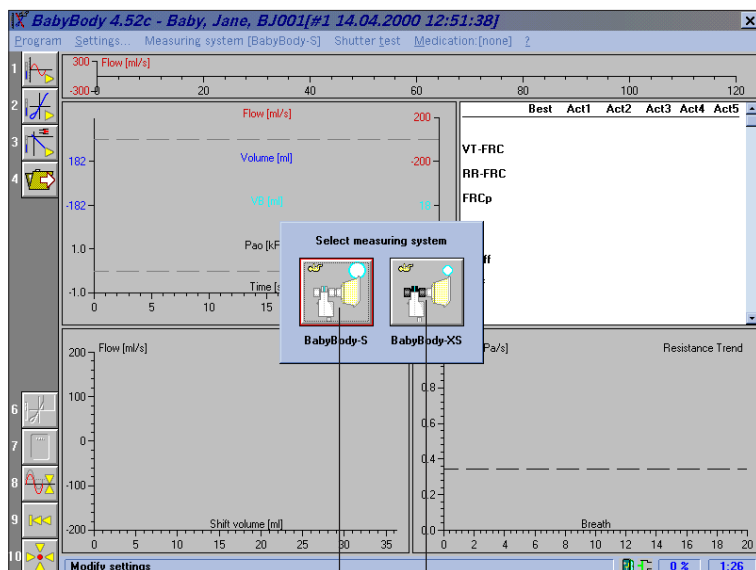 BabyBody 4.52c - Baby, Jane, BJ001[#1 14.04.2000 12:51:38]
Program Settings... Measuring system [BabyBody-S] Shutter test Medication:[none] ?
1
2
3
4
6
7
8
9
10
300 Flow [ml/s]
-300
0 20 40 60 80 100 120
Flow [ml/s] 200
182 Volume [ml] -200
-182 VB [ml] 10
1.0 Pao [kP
-1.0 Time [s
0 5 10 15
Best Act1 Act2 Act3 Act4 Act5
VT-FRC
RR-FRC
FRCp
ff
Select measuring system
BabyBody-S BabyBody-XS
200 Flow [ml/s]
100
0
-100
-200 Shift volume [ml]
0 5 10 15 20 25 30 35
Pa/s] Resistance Trend
0.8
0.6
0.4
0.2
0.0 Breath
0 2 4 6 8 10 12 14 16 18 20
Modify settings 0 % 1:26